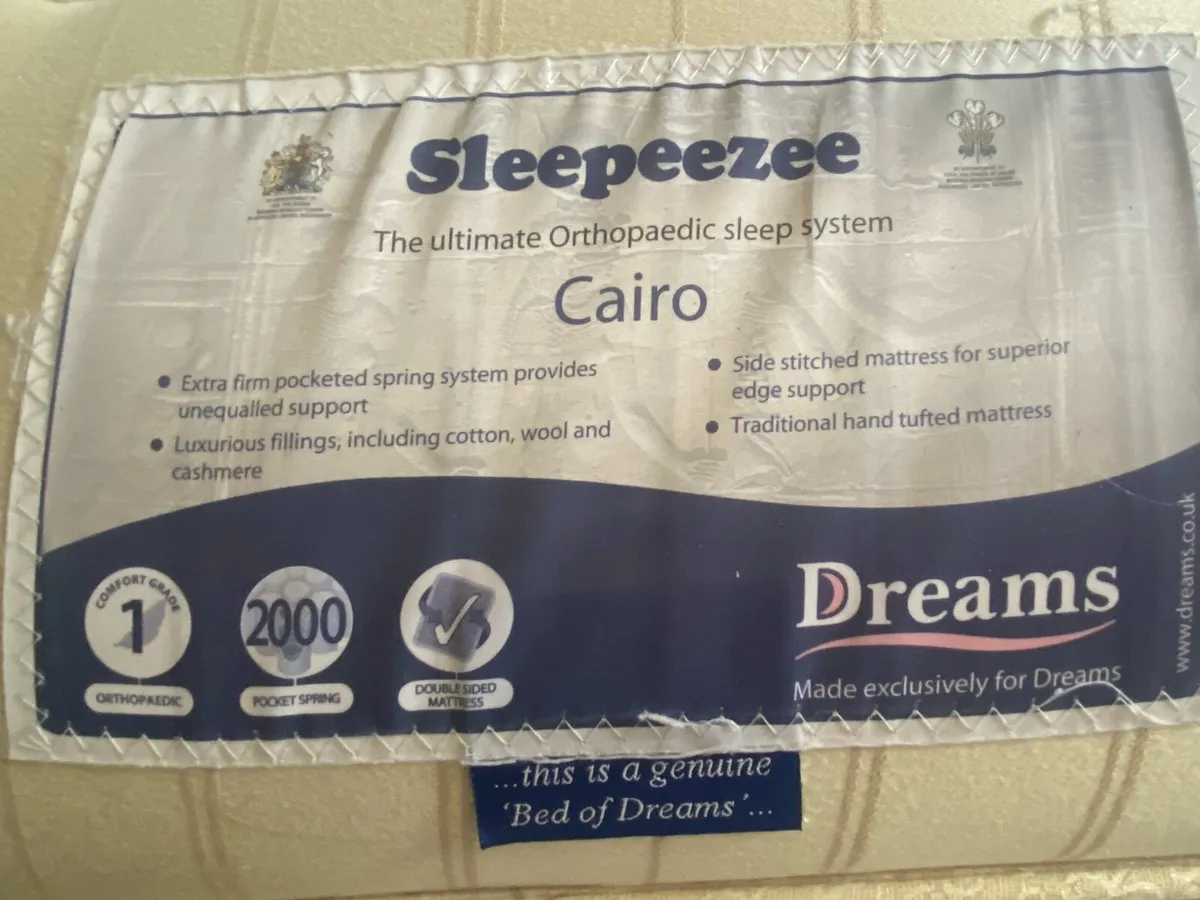 Sleepeezee
The ultimate Orthopaedic sleep system
Cairo
• Extra firm pocketed spring system provides
unequalled support
• Luxurious fillings, including cotton, wool and
cashmere
• Side stitched mattress for superior
edge support
• Traditional hand tufted mattress
COMFORT GRADE
1
ORTHOPAEDIC
2000
POCKET SPRING
DOUBLE SIDED
MATTRESS
Dreams
Made exclusively for Dreams
www.dreams.co.uk
...this is a genuine
'Bed of Dreams'...